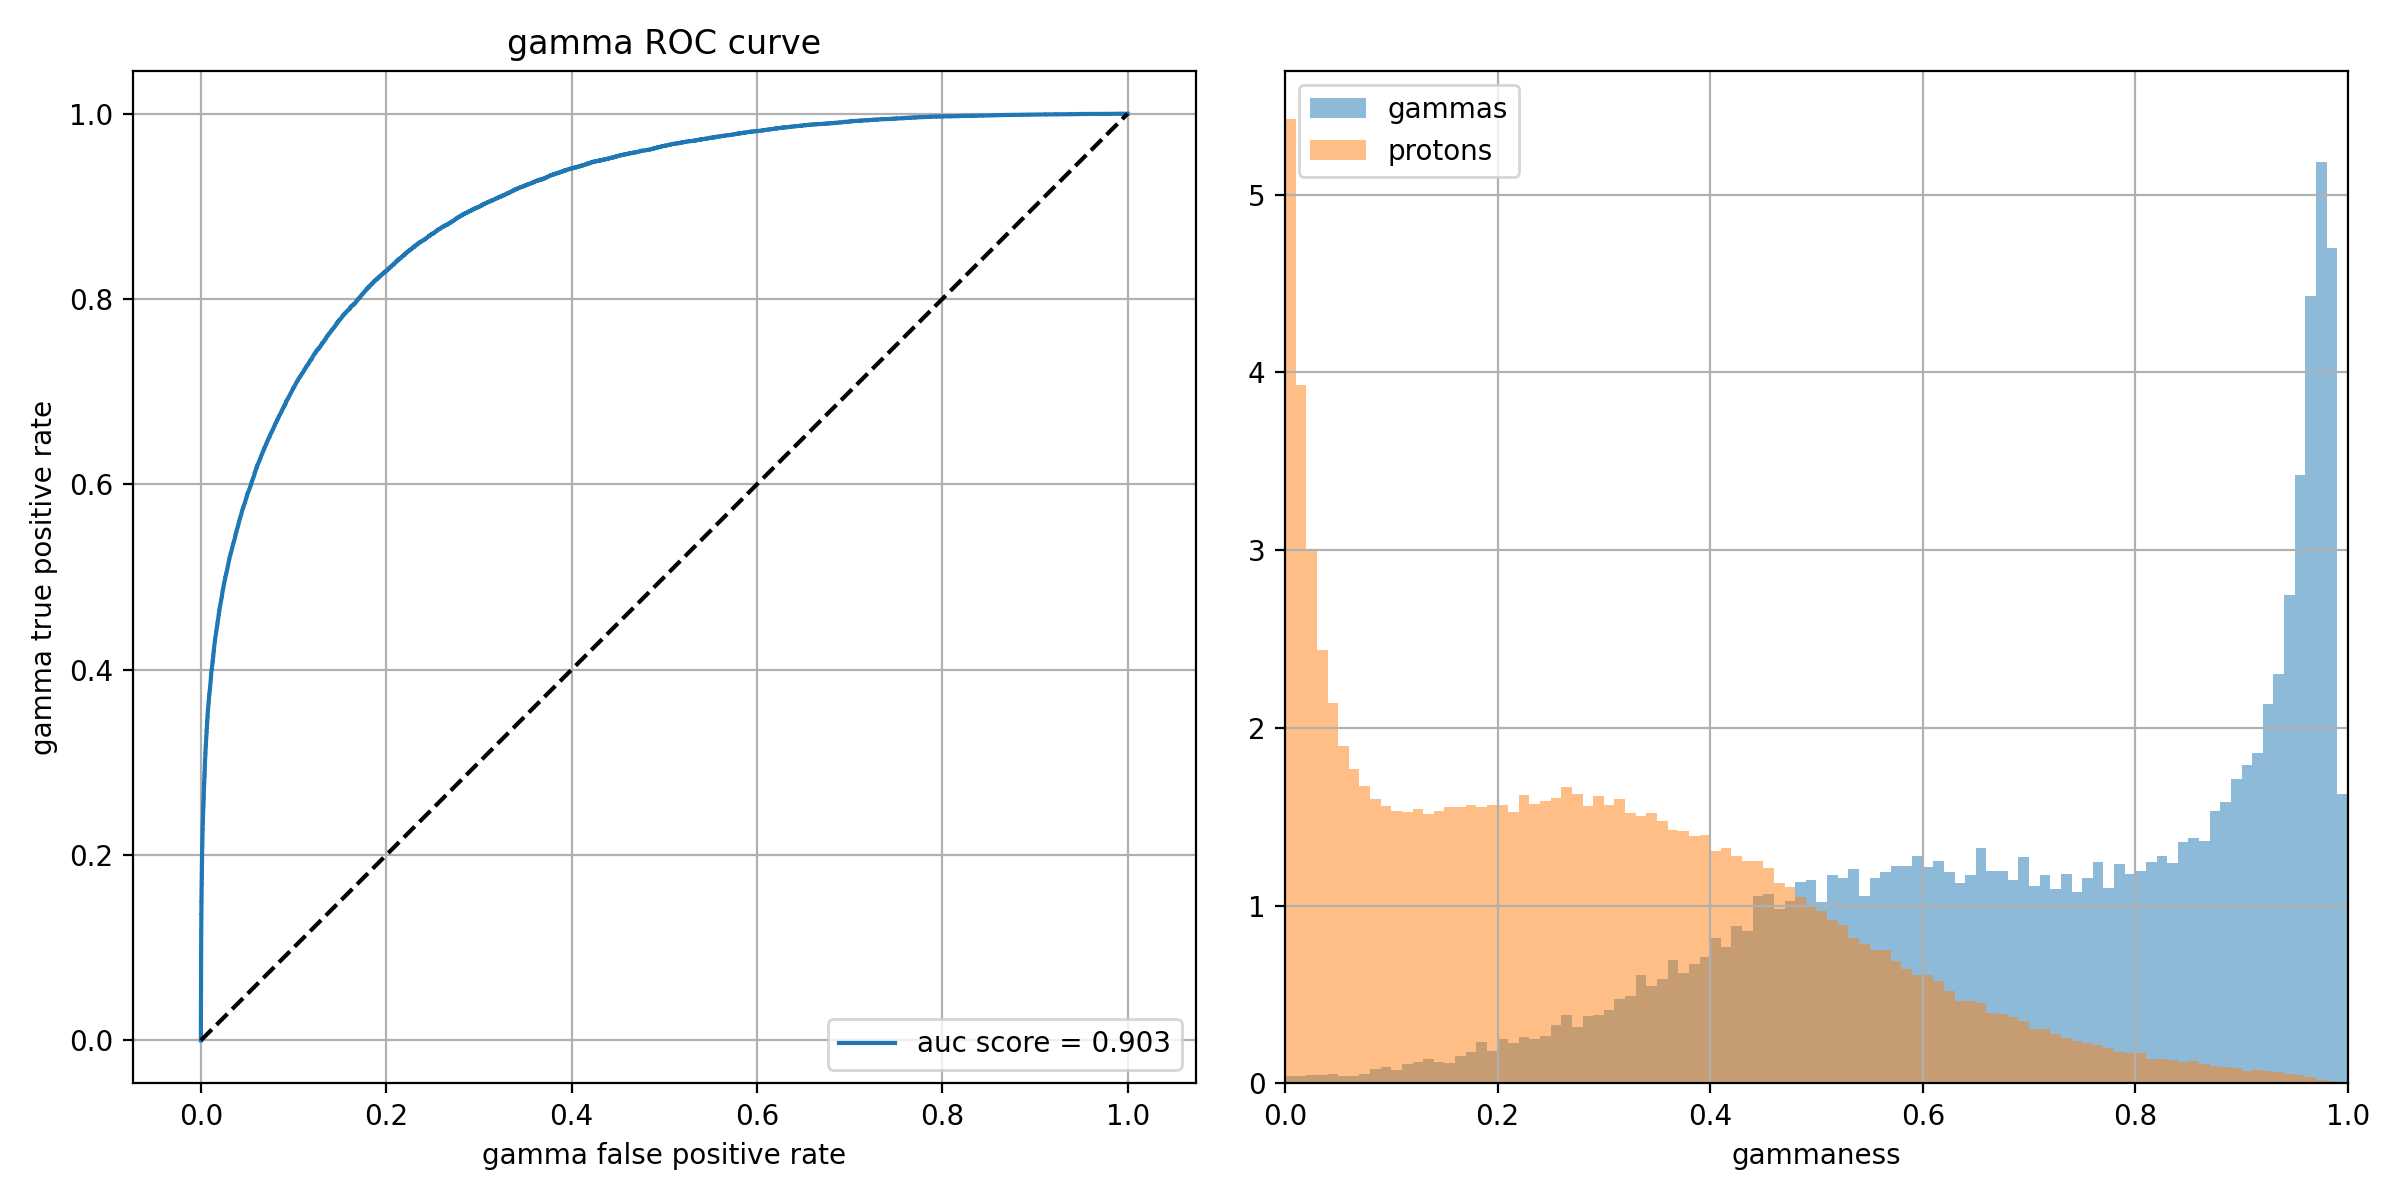 gamma ROC curve
gamma true positive rate
1.0
0.8
0.6
0.4
0.2
0.0
0.0 0.2 0.4 0.6 0.8 1.0
gamma false positive rate
auc score = 0.903
gammas
protons
5
4
3
2
1
0
0.0 0.2 0.4 0.6 0.8 1.0
gammaness